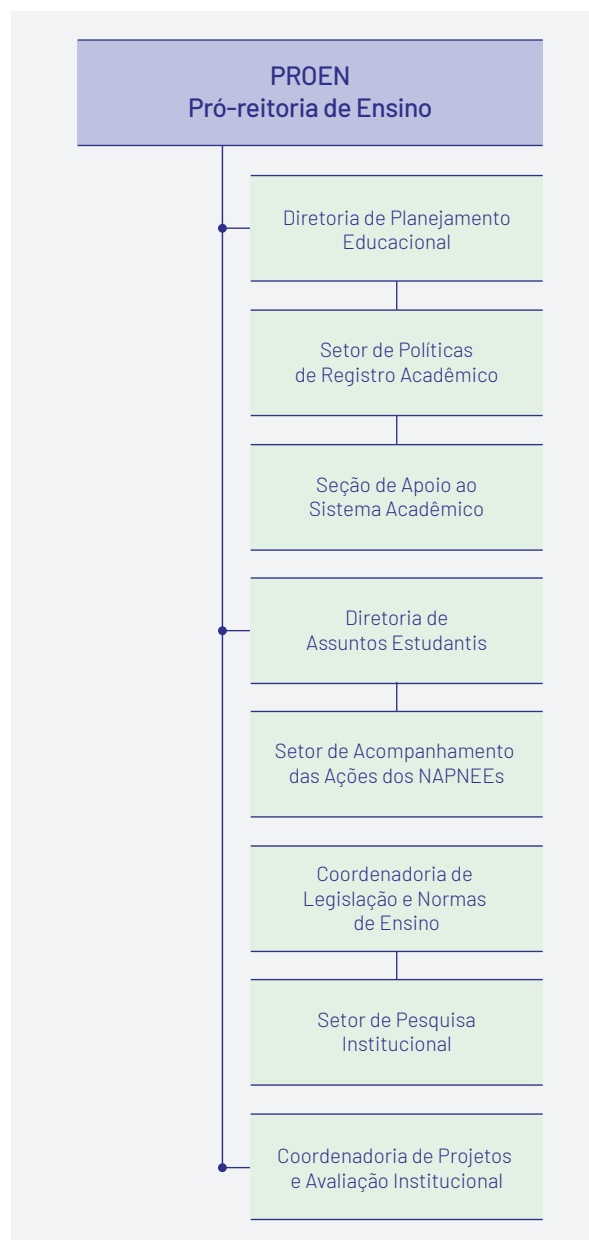 PROEN
Pró-reitoria de Ensino
Diretoria de Planejamento
Educacional
Setor de Políticas
de Registro Acadêmico
Seção de Apoio ao
Sistema Acadêmico
Diretoria de
Assuntos Estudantis
Setor de Acompanhamento
das Ações dos NAPNEEs
Coordenadoria de
Legislação e Normas
de Ensino
Setor de Pesquisa
Institucional
Coordenadoria de Projetos
e Avaliação Institucional